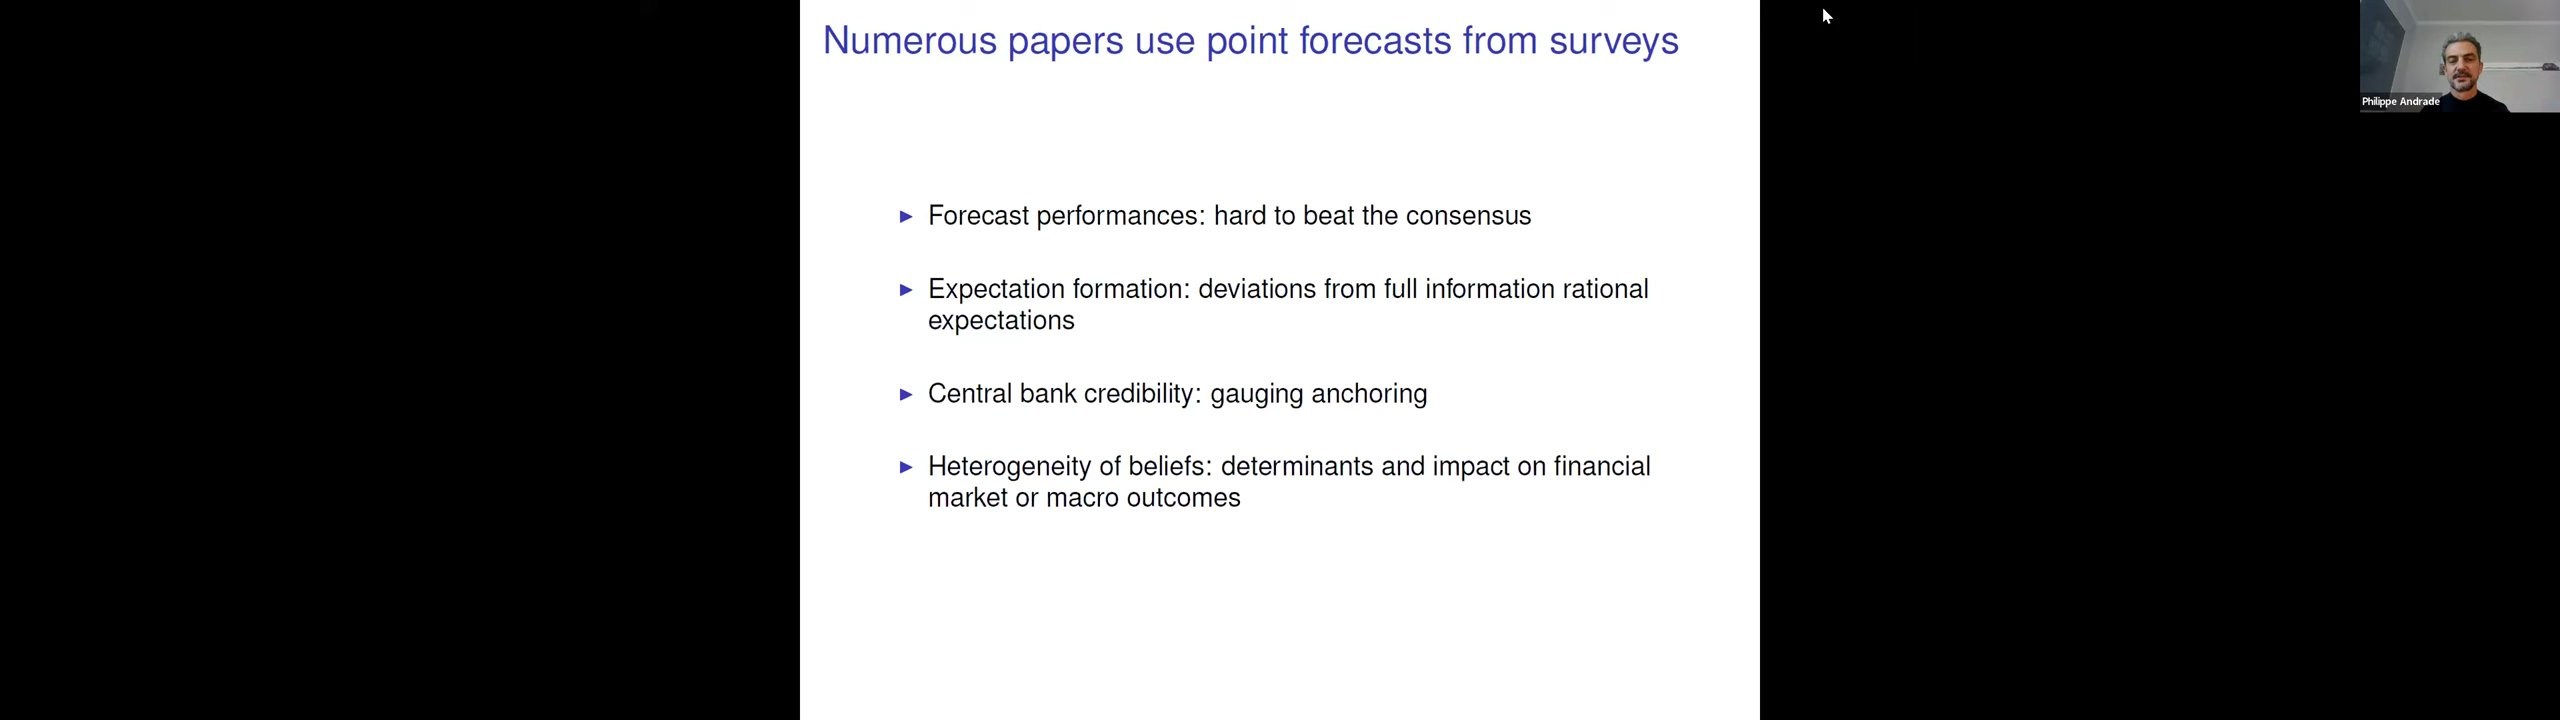 Numerous papers use point forecasts from surveys
Philippe Andrade
► Forecast performances: hard to beat the consensus
► Expectation formation: deviations from full information rational
expectations
► Central bank credibility: gauging anchoring
► Heterogeneity of beliefs: determinants and impact on financial
market or macro outcomes